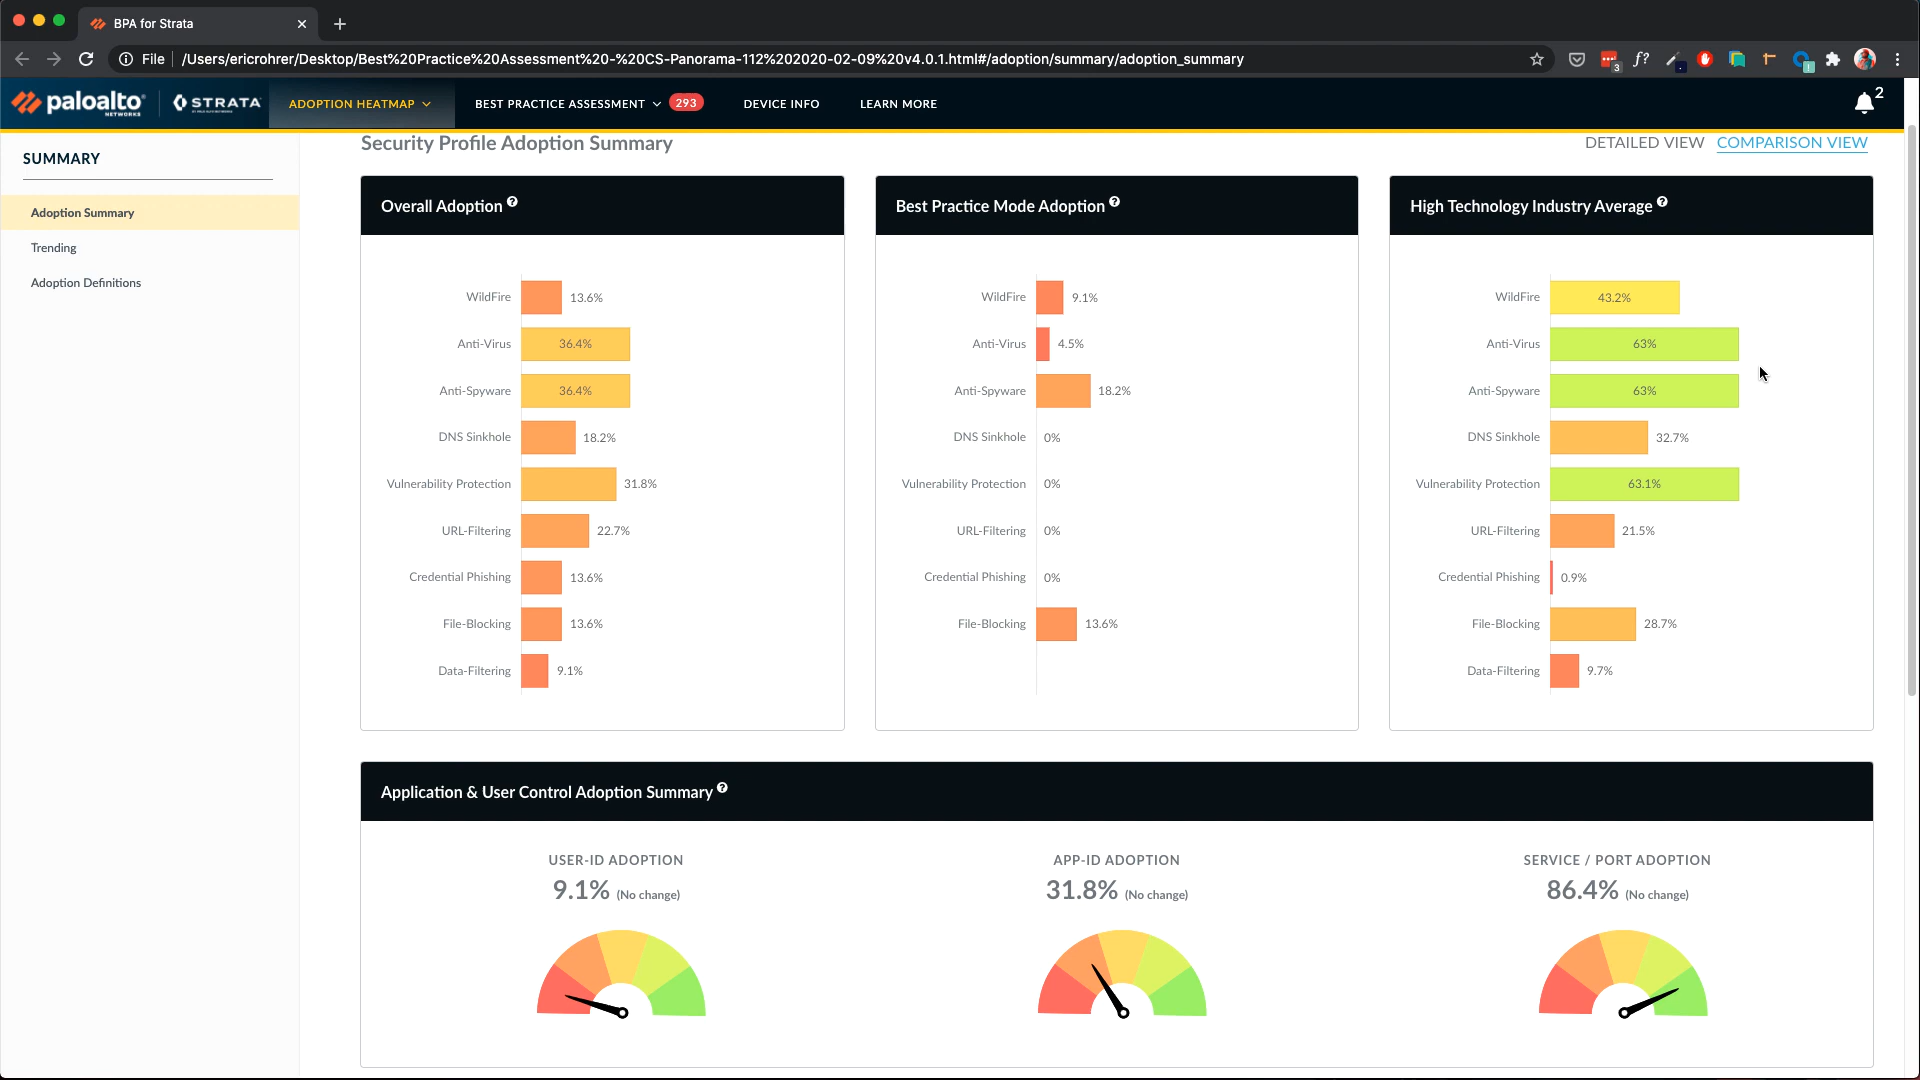 BPA for Strata
File
/Users/ericrohrer/Desktop/Best%20Practice%20Assessment%20-%20CS-Panorama-112%202020-02-09%20v4.0.1.html#/adoption/summary/adoption_summary
3
f?
paloalto
NETWORKS
STRATA
ADOPTION HEATMAP
BEST PRACTICE ASSESSMENT
293
DEVICE INFO
LEARN MORE
2
SUMMARY
Adoption Summary
Trending
Adoption Definitions
Security Profile Adoption Summary
DETAILED VIEW
COMPARISON VIEW
Overall Adoption ?
WildFire 13.6%
Anti-Virus 36.4%
Anti-Spyware 36.4%
DNS Sinkhole 18.2%
Vulnerability Protection 31.8%
URL-Filtering 22.7%
Credential Phishing 13.6%
File-Blocking 13.6%
Data-Filtering 9.1%
Best Practice Mode Adoption ?
WildFire 9.1%
Anti-Virus 4.5%
Anti-Spyware 18.2%
DNS Sinkhole 0%
Vulnerability Protection 0%
URL-Filtering 0%
Credential Phishing 0%
File-Blocking 13.6%
High Technology Industry Average ?
WildFire 43.2%
Anti-Virus 63%
Anti-Spyware 63%
DNS Sinkhole 32.7%
Vulnerability Protection 63.1%
URL-Filtering 21.5%
Credential Phishing 0.9%
File-Blocking 28.7%
Data-Filtering 9.7%
Application & User Control Adoption Summary ?
USER-ID ADOPTION
9.1% (No change)
APP-ID ADOPTION
31.8% (No change)
SERVICE / PORT ADOPTION
86.4% (No change)